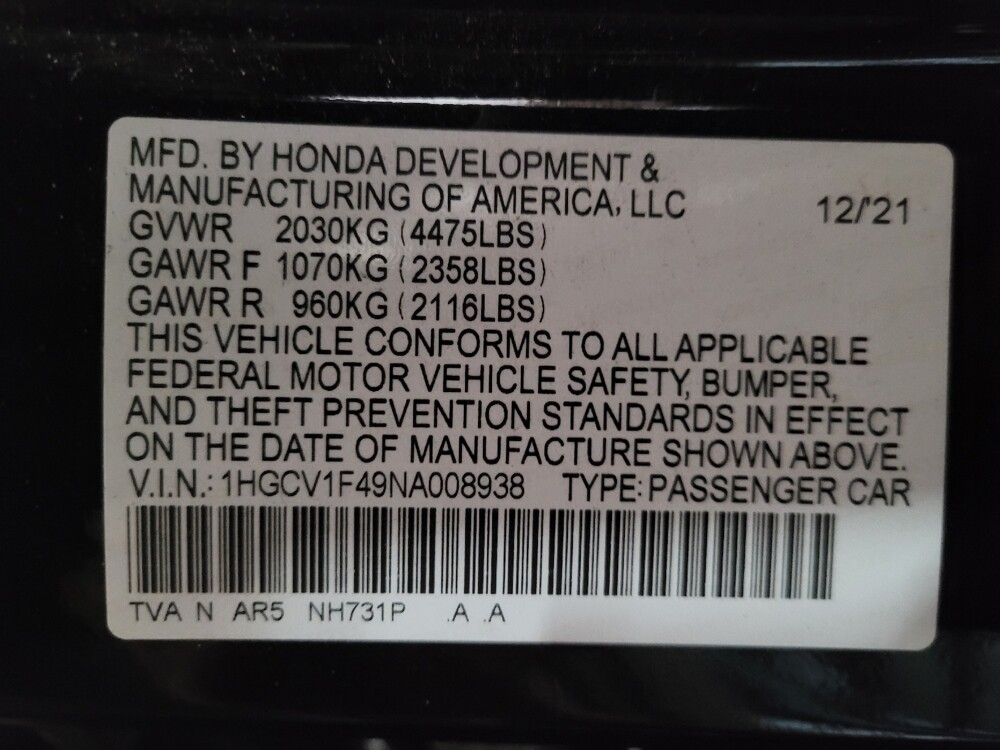 MFD. BY HONDA DEVELOPMENT &
MANUFACTURING OF AMERICA, LLC 12/'21
GVWR 2030KG (4475LBS)
GAWR F 1070KG (2358LBS)
GAWR R 960KG (2116LBS)
THIS VEHICLE CONFORMS TO ALL APPLICABLE
FEDERAL MOTOR VEHICLE SAFETY, BUMPER,
AND THEFT PREVENTION STANDARDS IN EFFECT
ON THE DATE OF MANUFACTURE SHOWN ABOVE.
V.I.N.: 1HGCV1F49NA008938 TYPE: PASSENGER CAR
TVA N AR5 NH731P .A .A